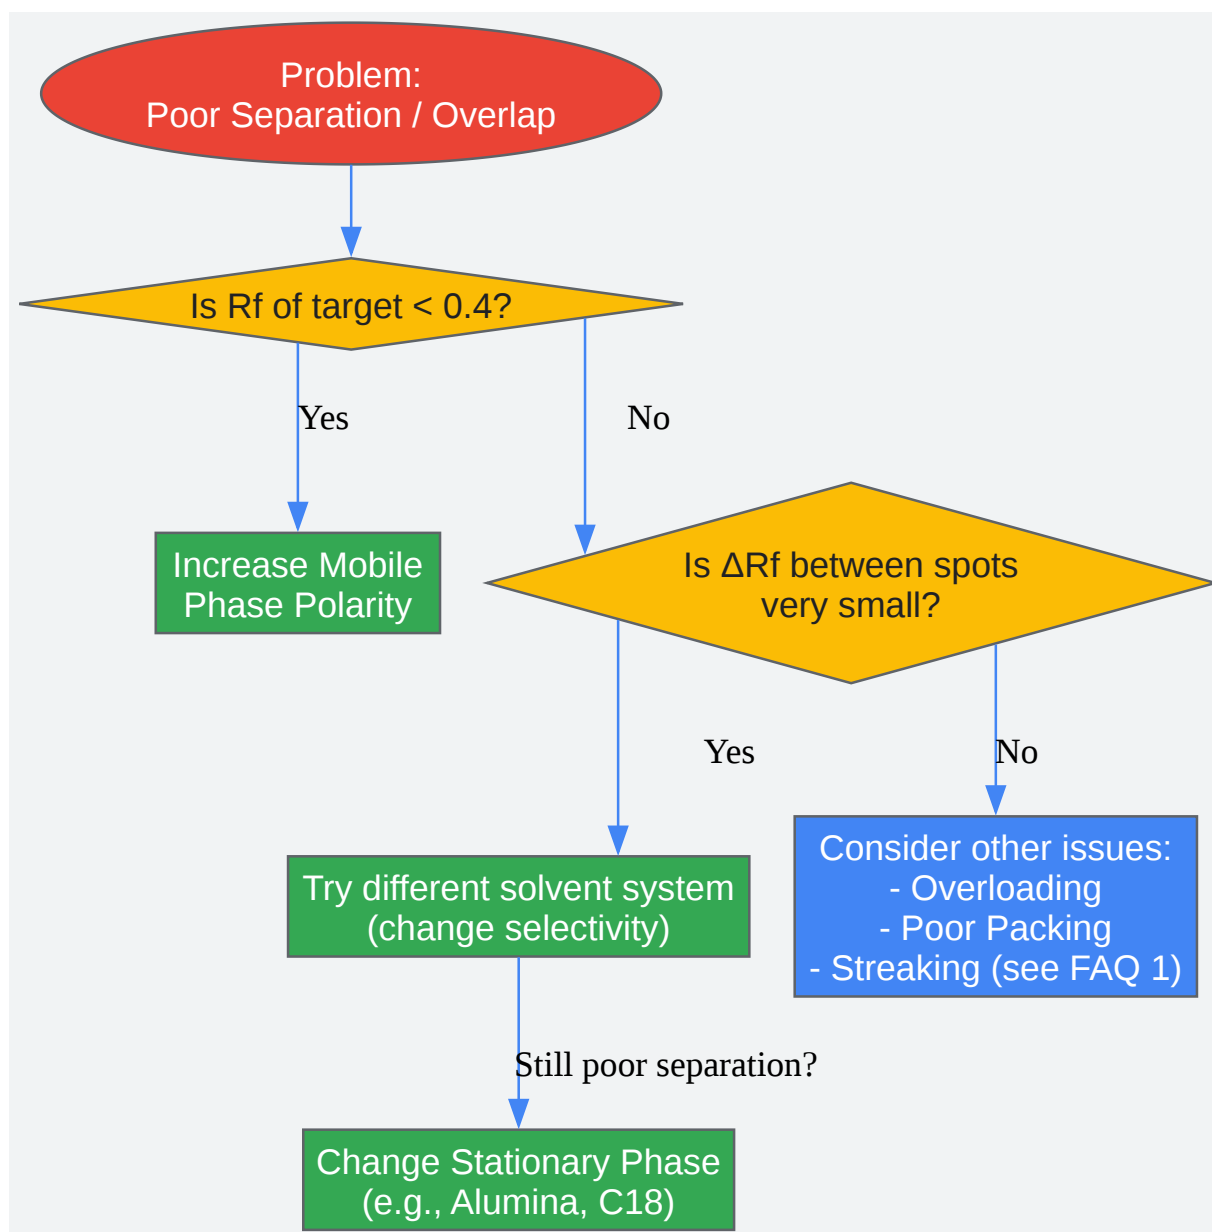 Problem:
Poor Separation / Overlap
Is Rf of target < 0.4?
Yes
No
Increase Mobile
Phase Polarity
Is ΔRf between spots
very small?
Yes
No
Try different solvent system
(change selectivity)
Consider other issues:
- Overloading
- Poor Packing
- Streaking (see FAQ 1)
Still poor separation?
Change Stationary Phase
(e.g., Alumina, C18)